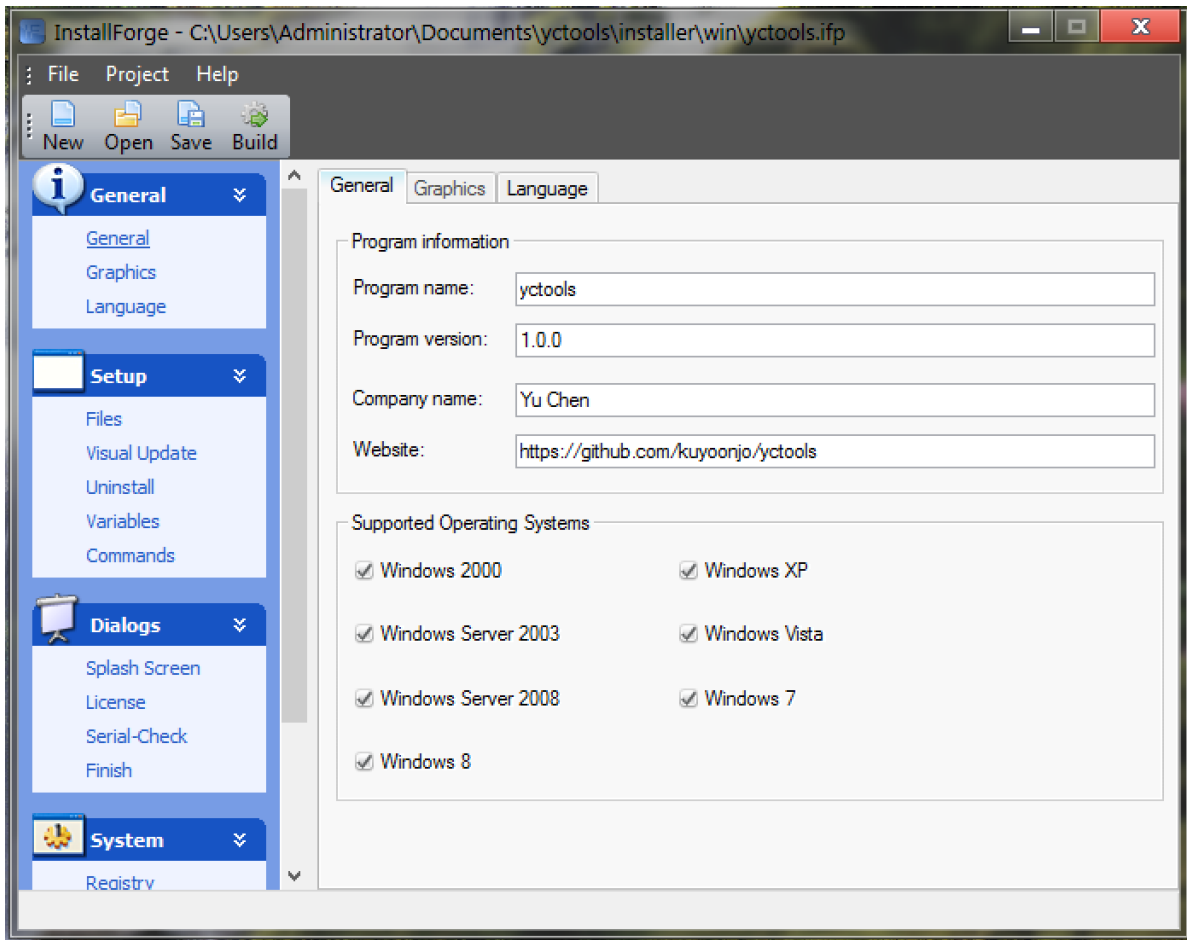 InstallForge - C:\Users\Administrator\Documents\yctools\installer\win\yctools.ifp
File Project Help
New Open Save Build
General
General
Graphics
Language
Setup
Files
Visual Update
Uninstall
Variables
Commands
Dialogs
Splash Screen
License
Serial-Check
Finish
System
Registry
General Graphics Language
Program information
Program name: yctools
Program version: 1.0.0
Company name: Yu Chen
Website: https://github.com/kuyoonjo/yctools
Supported Operating Systems
Windows 2000 Windows XP
Windows Server 2003 Windows Vista
Windows Server 2008 Windows 7
Windows 8